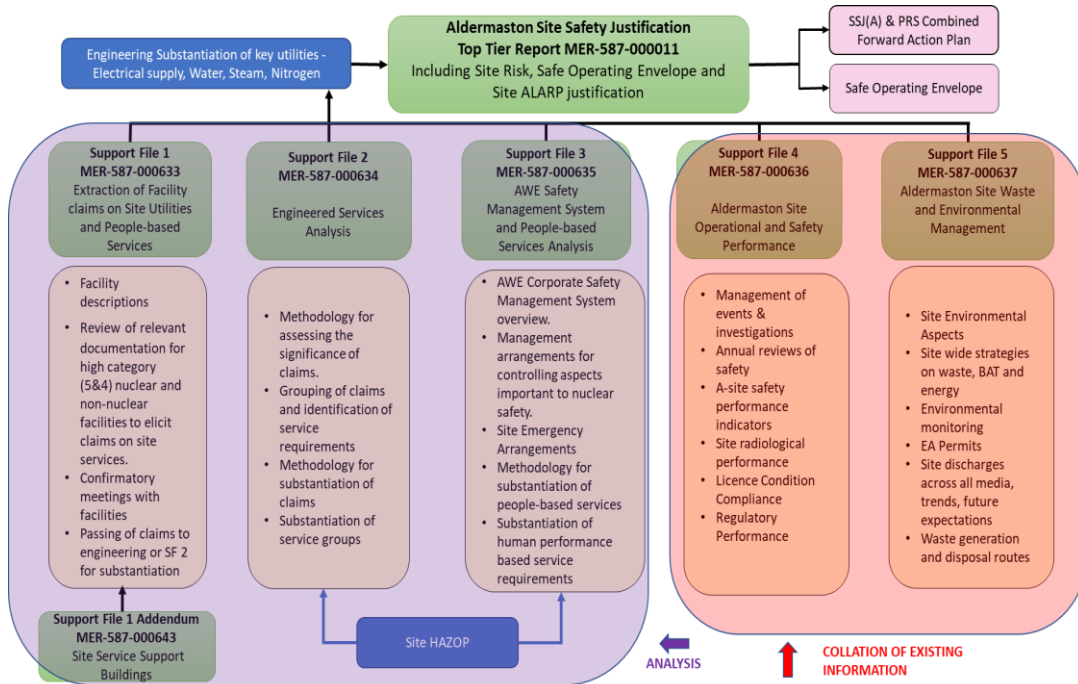 Aldermaston Site Safety Justification
Top Tier Report MER-587-000011
Including Site Risk, Safe Operating Envelope and
Site ALARP justification
Engineering Substantiation of key utilities -
Electrical supply, Water, Steam, Nitrogen
SSJ(A) & PRS Combined
Forward Action Plan
Safe Operating Envelope
Support File 1
MER-587-000633
Extraction of Facility
claims on Site Utilities
and People-based
Services
Support File 2
MER-587-000634
Engineered Services
Analysis
Support File 3
MER-587-000635
AWE Safety
Management System
and People-based
Services Analysis
Support File 4
MER-587-000636
Aldermaston Site
Operational and Safety
Performance
Support File 5
MER-587-000637
Aldermaston Site Waste
and Environmental
Management
• Facility
descriptions
• Review of relevant
documentation for
high category
(5&4) nuclear and
non-nuclear
facilities to elicit
claims on site
services.
• Confirmatory
meetings with
facilities
• Passing of claims to
engineering or SF 2
for substantiation
• Methodology for
assessing the
significance of
claims.
• Grouping of claims
and identification of
service
requirements
• Methodology for
substantiation of
claims
• Substantiation of
service groups
• AWE Corporate Safety
Management System
overview.
• Management
arrangements for
controlling aspects
important to nuclear
safety.
• Site Emergency
Arrangements
• Methodology for
substantiation of
people-based services
• Substantiation of
human performance
based service
requirements
• Management of
events &
investigations
• Annual reviews of
safety
• A-site safety
performance
indicators
• Site radiological
performance
• Licence Condition
Compliance
• Regulatory
Performance
• Site Environmental
Aspects
• Site wide strategies
on waste, BAT and
energy
• Environmental
monitoring
• EA Permits
• Site discharges
across all media,
trends, future
expectations
• Waste generation
and disposal routes
Support File 1 Addendum
MER-587-000643
Site Service Support
Buildings
Site HAZOP
ANALYSIS
COLLATION OF EXISTING
INFORMATION